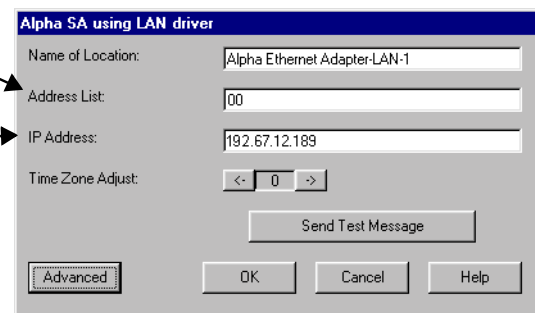 Alpha SA using LAN driver
Name of Location: Alpha Ethernet Adapter-LAN-1
Address List: 00
IP Address: 192.67.12.189
Time Zone Adjust: <- 0 ->
Send Test Message
Advanced OK Cancel Help